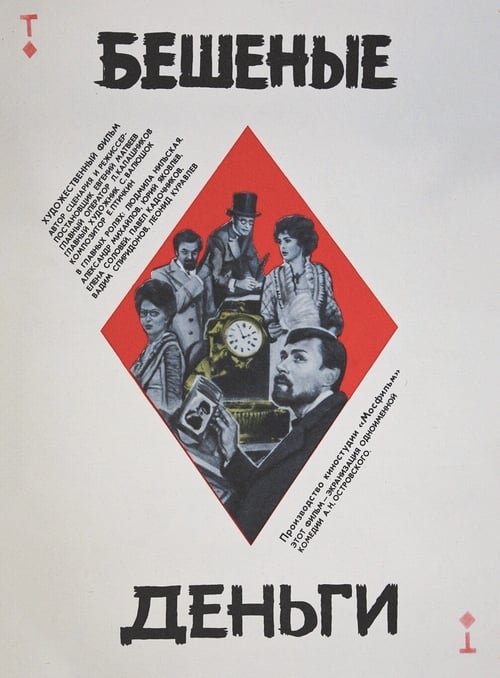 Т
БЕШЕНЫЕ
ХУДОЖЕСТВЕННЫЙ ФИЛЬМ
АВТОР СЦЕНАРИЯ И РЕЖИССЕР-
ПОСТАНОВЩИК ЕВГЕНИЙ МАТВЕЕВ
ГЛАВНЫЙ ОПЕРАТОР Л.КАЛАШНИКОВ
ГЛАВНЫЙ ХУДОЖНИК С.ВАЛЮШОК
КОМПОЗИТОР Е.ПТИЧКИН
В ГЛАВНЫХ РОЛЯХ: ЛЮДМИЛА НИЛЬСКАЯ,
АЛЕКСАНДР МИХАЙЛОВ, ЮРИЙ ЯКОВЛЕВ,
ЕЛЕНА СОЛОВЕЙ, ПАВЕЛ КАДОЧНИКОВ,
ВАДИМ СПИРИДОНОВ, ЛЕОНИД КУРАВЛЕВ
Производство киностудии «Мосфильм»
ЭТОТ ФИЛЬМ — ЭКРАНИЗАЦИЯ ОДНОИМЕННОЙ
КОМЕДИИ А.Н.ОСТРОВСКОГО.
ДЕНЬГИ
Т